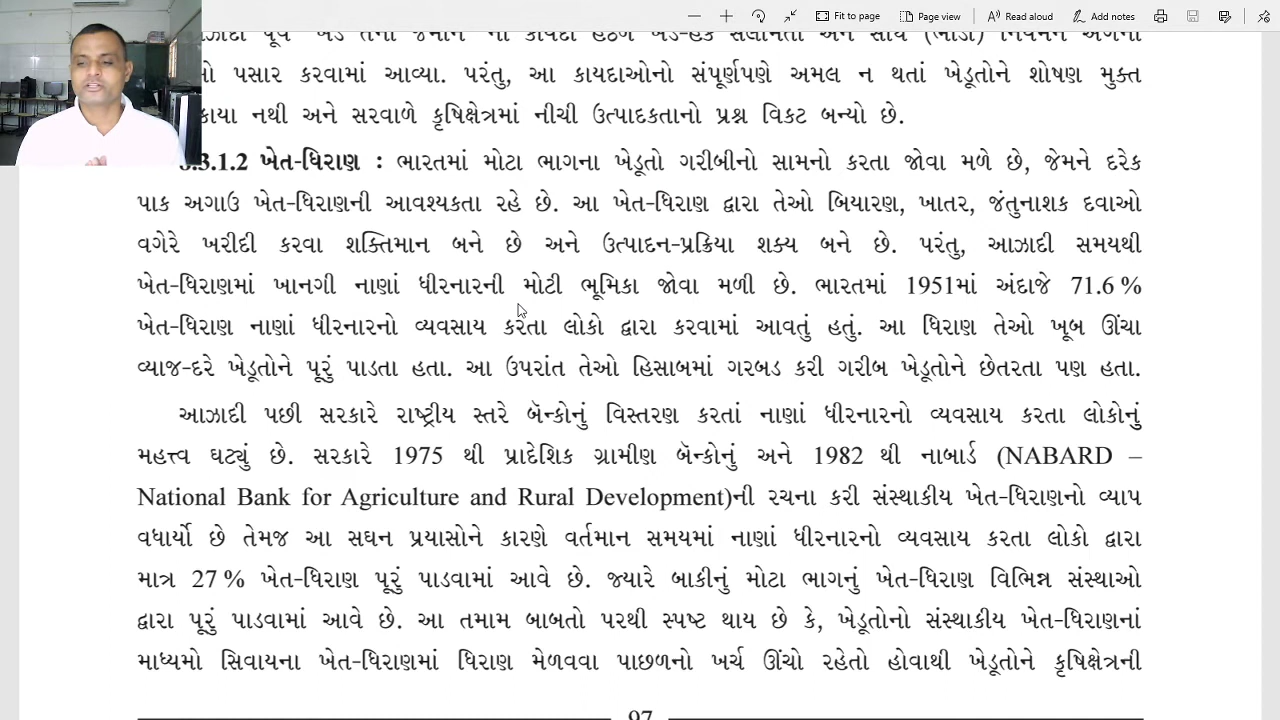 Fit to page
Page view
Read aloud
Add notes
પસાર કરવામાં આવ્યા. પરંતુ, આ કાયદાઓનો સંપૂર્ણપણે અમલ ન થતાં ખેડૂતોને શોષણ મુક્ત
નથી અને સરવાળે કૃષિક્ષેત્રમાં નીચી ઉત્પાદકતાનો પ્રશ્ન વિકટ બન્યો છે.
3.1.2 ખેત-ધિરાણ : ભારતમાં મોટા ભાગના ખેડૂતો ગરીબીનો સામનો કરતા જોવા મળે છે, જેમને દરેક
પાક અગાઉ ખેત-ધિરાણની આવશ્યકતા રહે છે. આ ખેત-ધિરાણ દ્વારા તેઓ બિયારણ, ખાતર, જંતુનાશક દવાઓ
વગેરે ખરીદી કરવા શક્તિમાન બને છે અને ઉત્પાદન-પ્રક્રિયા શક્ય બને છે. પરંતુ, આઝાદી સમયથી
ખેત-ધિરાણમાં ખાનગી નાણાં ધીરનારની મોટી ભૂમિકા જોવા મળી છે. ભારતમાં 1951માં અંદાજે 71.6 %
ખેત-ધિરાણ નાણાં ધીરનારનો વ્યવસાય કરતા લોકો દ્વારા કરવામાં આવતું હતું. આ ધિરાણ તેઓ ખૂબ ઊંચા
વ્યાજ-દરે ખેડૂતોને પૂરું પાડતા હતા. આ ઉપરાંત તેઓ હિસાબમાં ગરબડ કરી ગરીબ ખેડૂતોને છેતરતા પણ હતા.
આઝાદી પછી સરકારે રાષ્ટ્રીય સ્તરે બૅન્કોનું વિસ્તરણ કરતાં નાણાં ધીરનારનો વ્યવસાય કરતા લોકોનું
મહત્ત્વ ઘટ્યું છે. સરકારે 1975 થી પ્રાદેશિક ગ્રામીણ બૅન્કોનું અને 1982 થી નાબાર્ડ (NABARD –
National Bank for Agriculture and Rural Development)ની રચના કરી સંસ્થાકીય ખેત-ધિરાણનો વ્યાપ
વધાર્યો છે તેમજ આ સઘન પ્રયાસોને કારણે વર્તમાન સમયમાં નાણાં ધીરનારનો વ્યવસાય કરતા લોકો દ્વારા
માત્ર 27 % ખેત-ધિરાણ પૂરું પાડવામાં આવે છે. જ્યારે બાકીનું મોટા ભાગનું ખેત-ધિરાણ વિભિન્ન સંસ્થાઓ
દ્વારા પૂરું પાડવામાં આવે છે. આ તમામ બાબતો પરથી સ્પષ્ટ થાય છે કે, ખેડૂતોનો સંસ્થાકીય ખેત-ધિરાણનાં
માધ્યમો સિવાયના ખેત-ધિરાણમાં ધિરાણ મેળવવા પાછળનો ખર્ચ ઊંચો રહેતો હોવાથી ખેડૂતોને કૃષિક્ષેત્રની
97